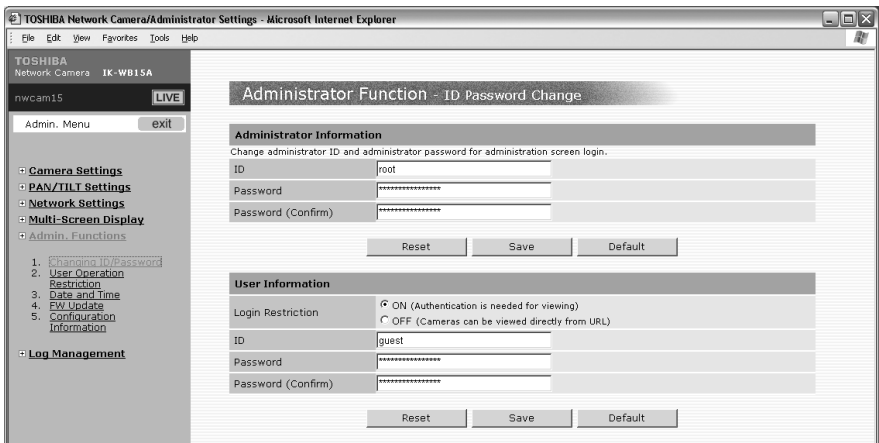 TOSHIBA Network Camera/Administrator Settings - Microsoft Internet Explorer
File Edit View Favorites Tools Help
TOSHIBA
Network Camera IK-WB15A
nwcam15 LIVE
Admin. Menu exit
Camera Settings
PAN/TILT Settings
Network Settings
Multi-Screen Display
Admin. Functions
1. Changing ID/Password
2. User Operation
Restriction
3. Date and Time
4. FW Update
5. Configuration
Information
Log Management
Administrator Function - ID Password Change
Administrator Information
Change administrator ID and administrator password for administration screen login.
ID root
Password ***************
Password (Confirm) ***************
Reset Save Default
User Information
Login Restriction
ON (Authentication is needed for viewing)
OFF (Cameras can be viewed directly from URL)
ID guest
Password ***************
Password (Confirm) ***************
Reset Save Default